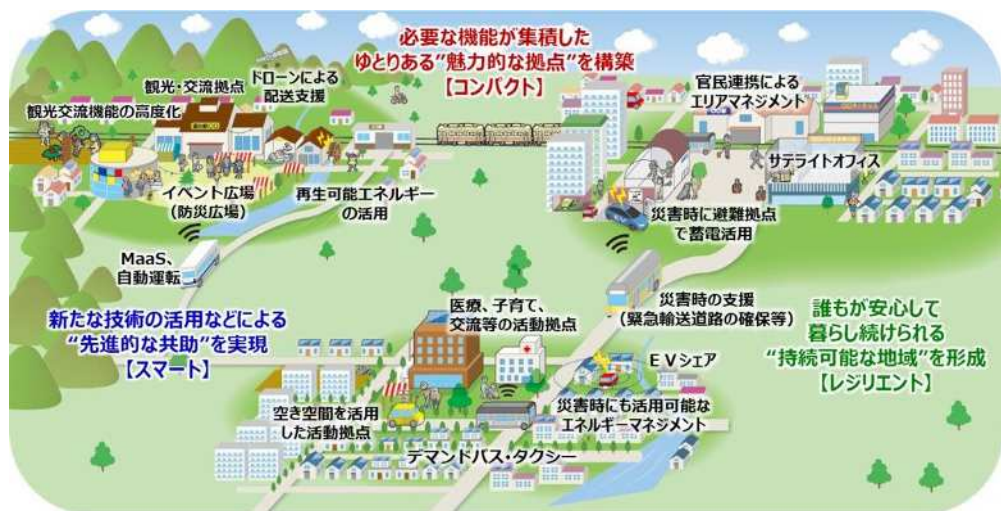 必要な機能が集積した
ゆとりある”魅力的な拠点”を構築
【コンパクト】
観光・交流拠点
ドローンによる
配送支援
観光交流機能の高度化
官民連携による
エリアマネジメント
サテライトオフィス
イベント広場
（防災広場）
再生可能エネルギー
の活用
災害時に避難拠点
で蓄電活用
MaaS、
自動運転
新たな技術の活用などによる
“先進的な共助”を実現
【スマート】
医療、子育て、
交流等の活動拠点
災害時の支援
（緊急輸送道路の確保等）
誰もが安心して
暮らし続けられる
“持続可能な地域”を形成
【レジリエント】
ＥＶシェア
空き空間を活用
した活動拠点
災害時にも活用可能な
エネルギーマネジメント
デマンドバス・タクシー